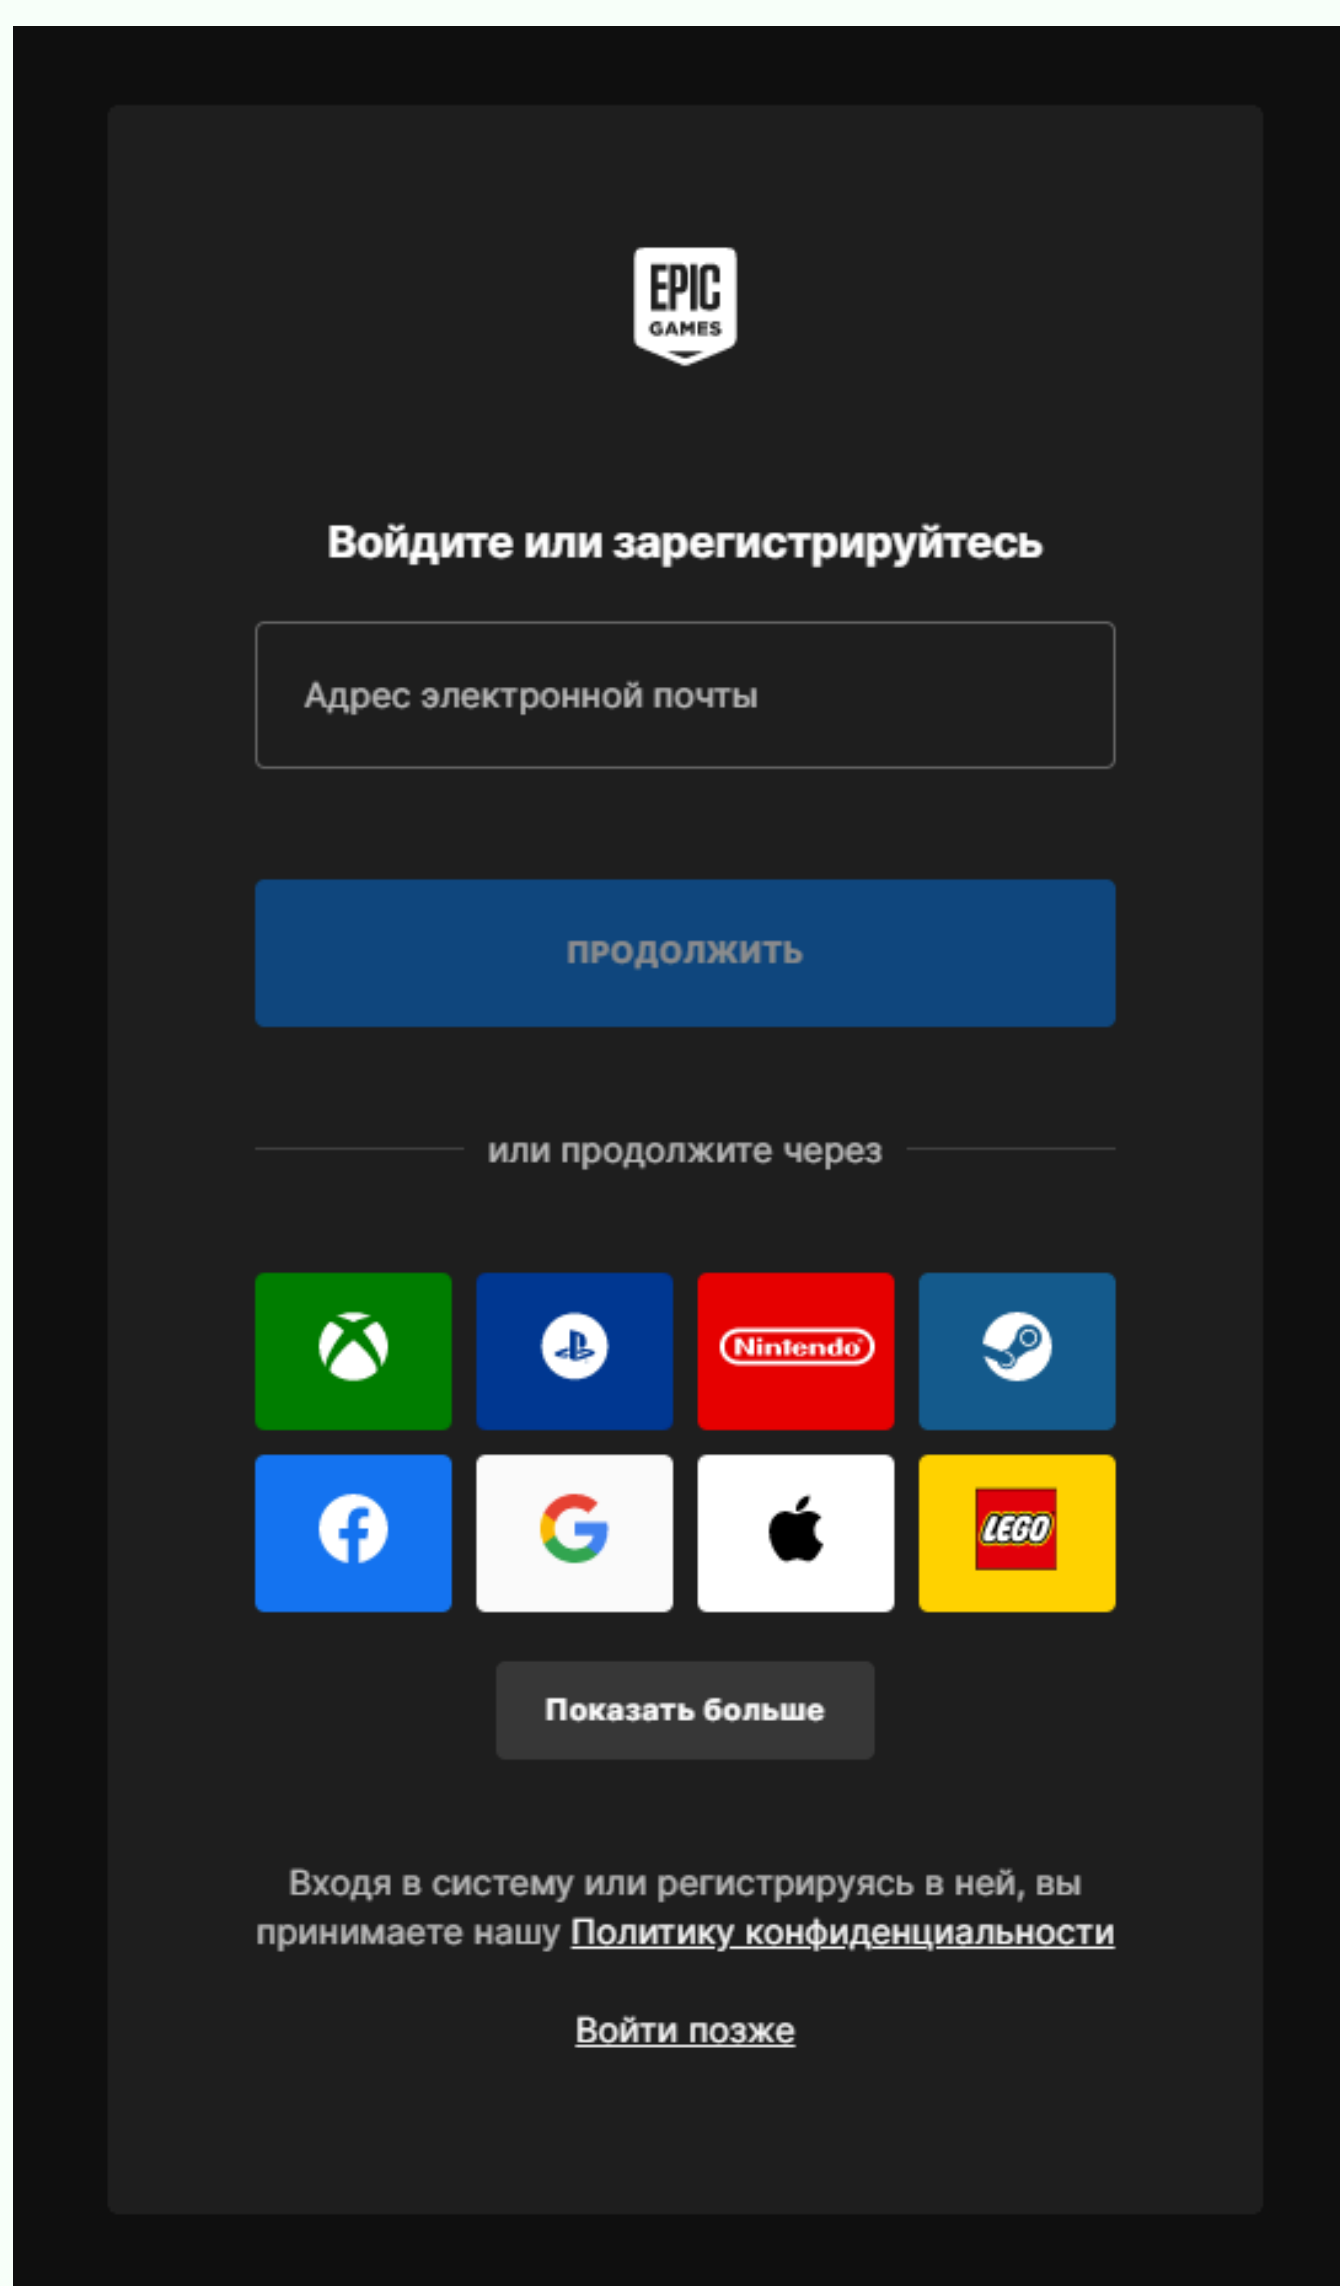 EPIC
GAMES
Войдите или зарегистрируйтесь
Адрес электронной почты
ПРОДОЛЖИТЬ
или продолжите через
Nintendo
LEGO
Показать больше
Входя в систему или регистрируясь в ней, вы
принимаете нашу Политику конфиденциальности
Войти позже